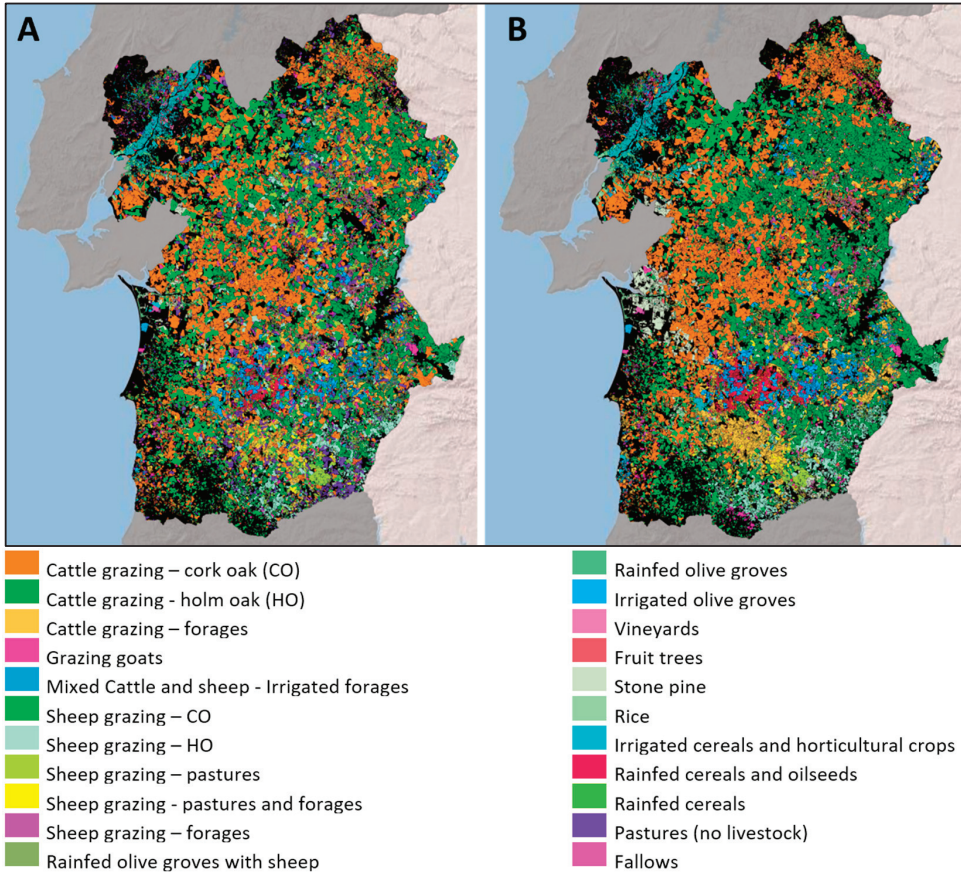 A
B
Cattle grazing – cork oak (CO)
Cattle grazing - holm oak (HO)
Cattle grazing – forages
Grazing goats
Mixed Cattle and sheep - Irrigated forages
Sheep grazing – CO
Sheep grazing – HO
Sheep grazing – pastures
Sheep grazing - pastures and forages
Sheep grazing – forages
Rainfed olive groves with sheep
Rainfed olive groves
Irrigated olive groves
Vineyards
Fruit trees
Stone pine
Rice
Irrigated cereals and horticultural crops
Rainfed cereals and oilseeds
Rainfed cereals
Pastures (no livestock)
Fallows